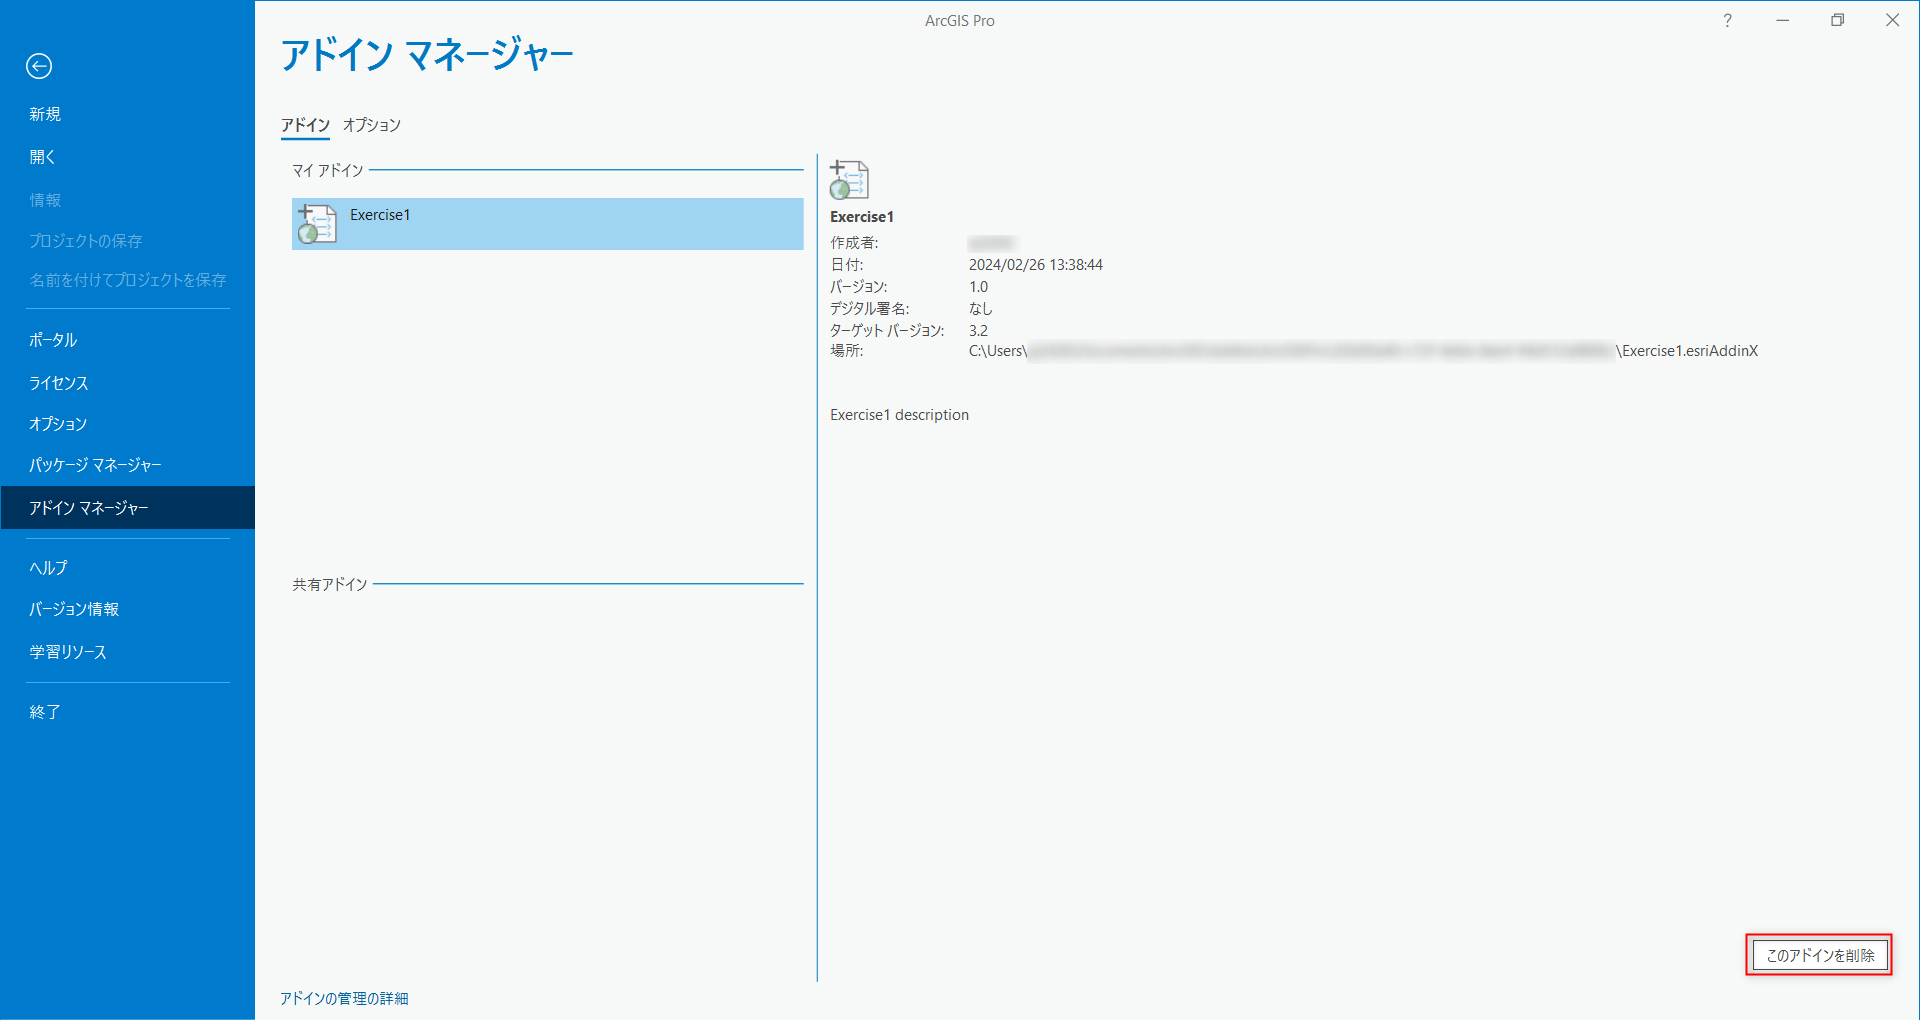 ArcGIS Pro
?
アドイン マネージャー
新規
開く
情報
プロジェクトの保存
名前を付けてプロジェクトを保存
ポータル
ライセンス
オプション
パッケージ マネージャー
アドイン マネージャー
ヘルプ
バージョン情報
学習リソース
終了
アドイン オプション
マイ アドイン
Exercise1
共有アドイン
アドインの管理の詳細
Exercise1
作成者:
日付: 2024/02/26 13:38:44
バージョン: 1.0
デジタル署名: なし
ターゲット バージョン: 3.2
場所: C:\Users\ \Exercise1.esriAddinX
Exercise1 description
このアドインを削除